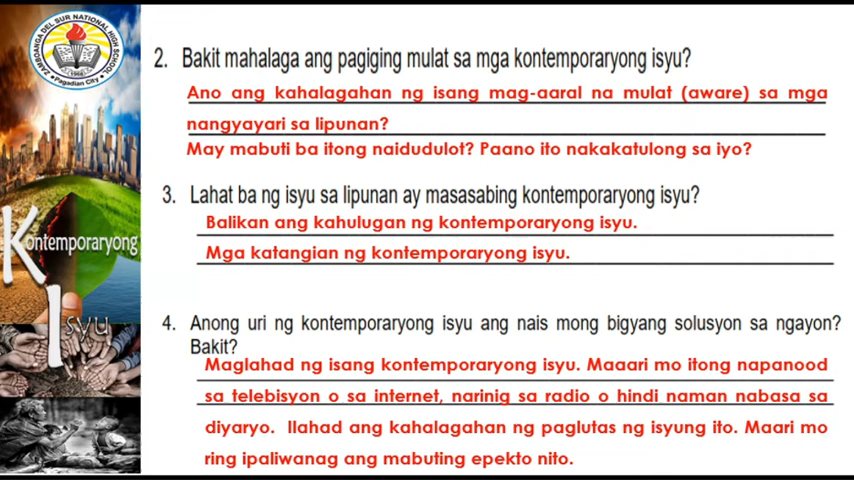 ZAMBOANGA DEL SUR NATIONAL HIGH SCHOOL
Pagadian City
Kontemporaryong
Isyu
2. Bakit mahalaga ang pagiging mulat sa mga kontemporaryong isyu?
Ano ang kahalagahan ng isang mag-aaral na mulat (aware) sa mga
nangyayari sa lipunan?
May mabuti ba itong naidudulot? Paano ito nakakatulong sa iyo?
3. Lahat ba ng isyu sa lipunan ay masasabing kontemporaryong isyu?
Balikan ang kahulugan ng kontemporaryong isyu.
Mga katangian ng kontemporaryong isyu.
4. Anong uri ng kontemporaryong isyu ang nais mong bigyang solusyon sa ngayon?
Bakit?
Maglahad ng isang kontemporaryong isyu. Maaari mo itong napanood
sa telebisyon o sa internet, narinig sa radio o hindi naman nabasa sa
diyaryo. Ilahad ang kahalagahan ng paglutas ng isyung ito. Maari mo
ring ipaliwanag ang mabuting epekto nito.